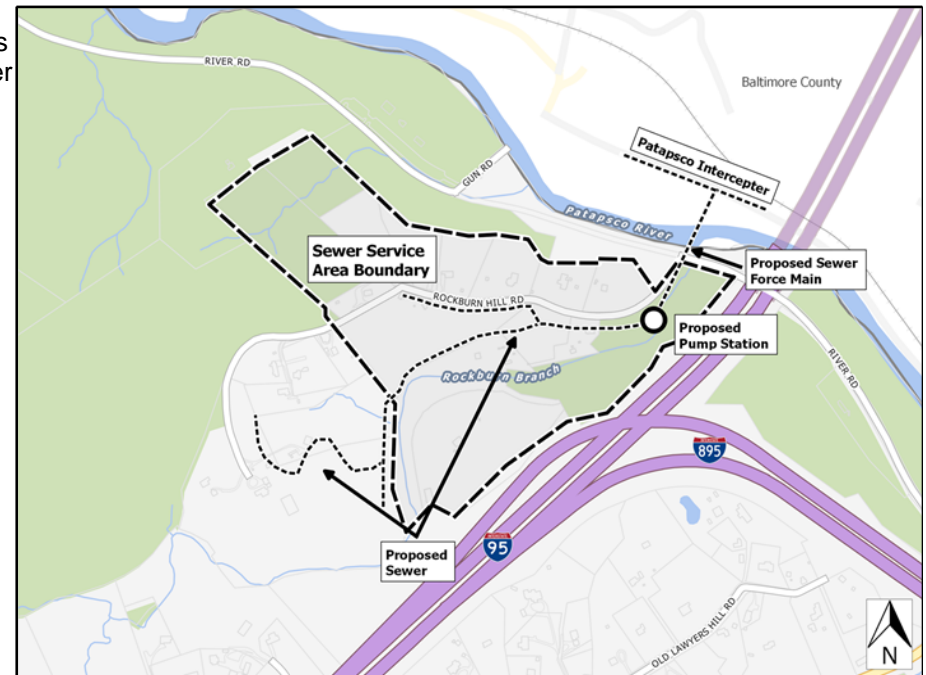 s
er
RIVER RD
Baltimore County
GUN RD
Patapsco Intercepter
Patapsco River
Sewer Service
Area Boundary
Proposed Sewer
Force Main
ROCKBURN HILL RD
Proposed
Pump Station
RIVER RD
Rockburn Branch
895
95
Proposed
Sewer
OLD LAWYERS HILL RD
N